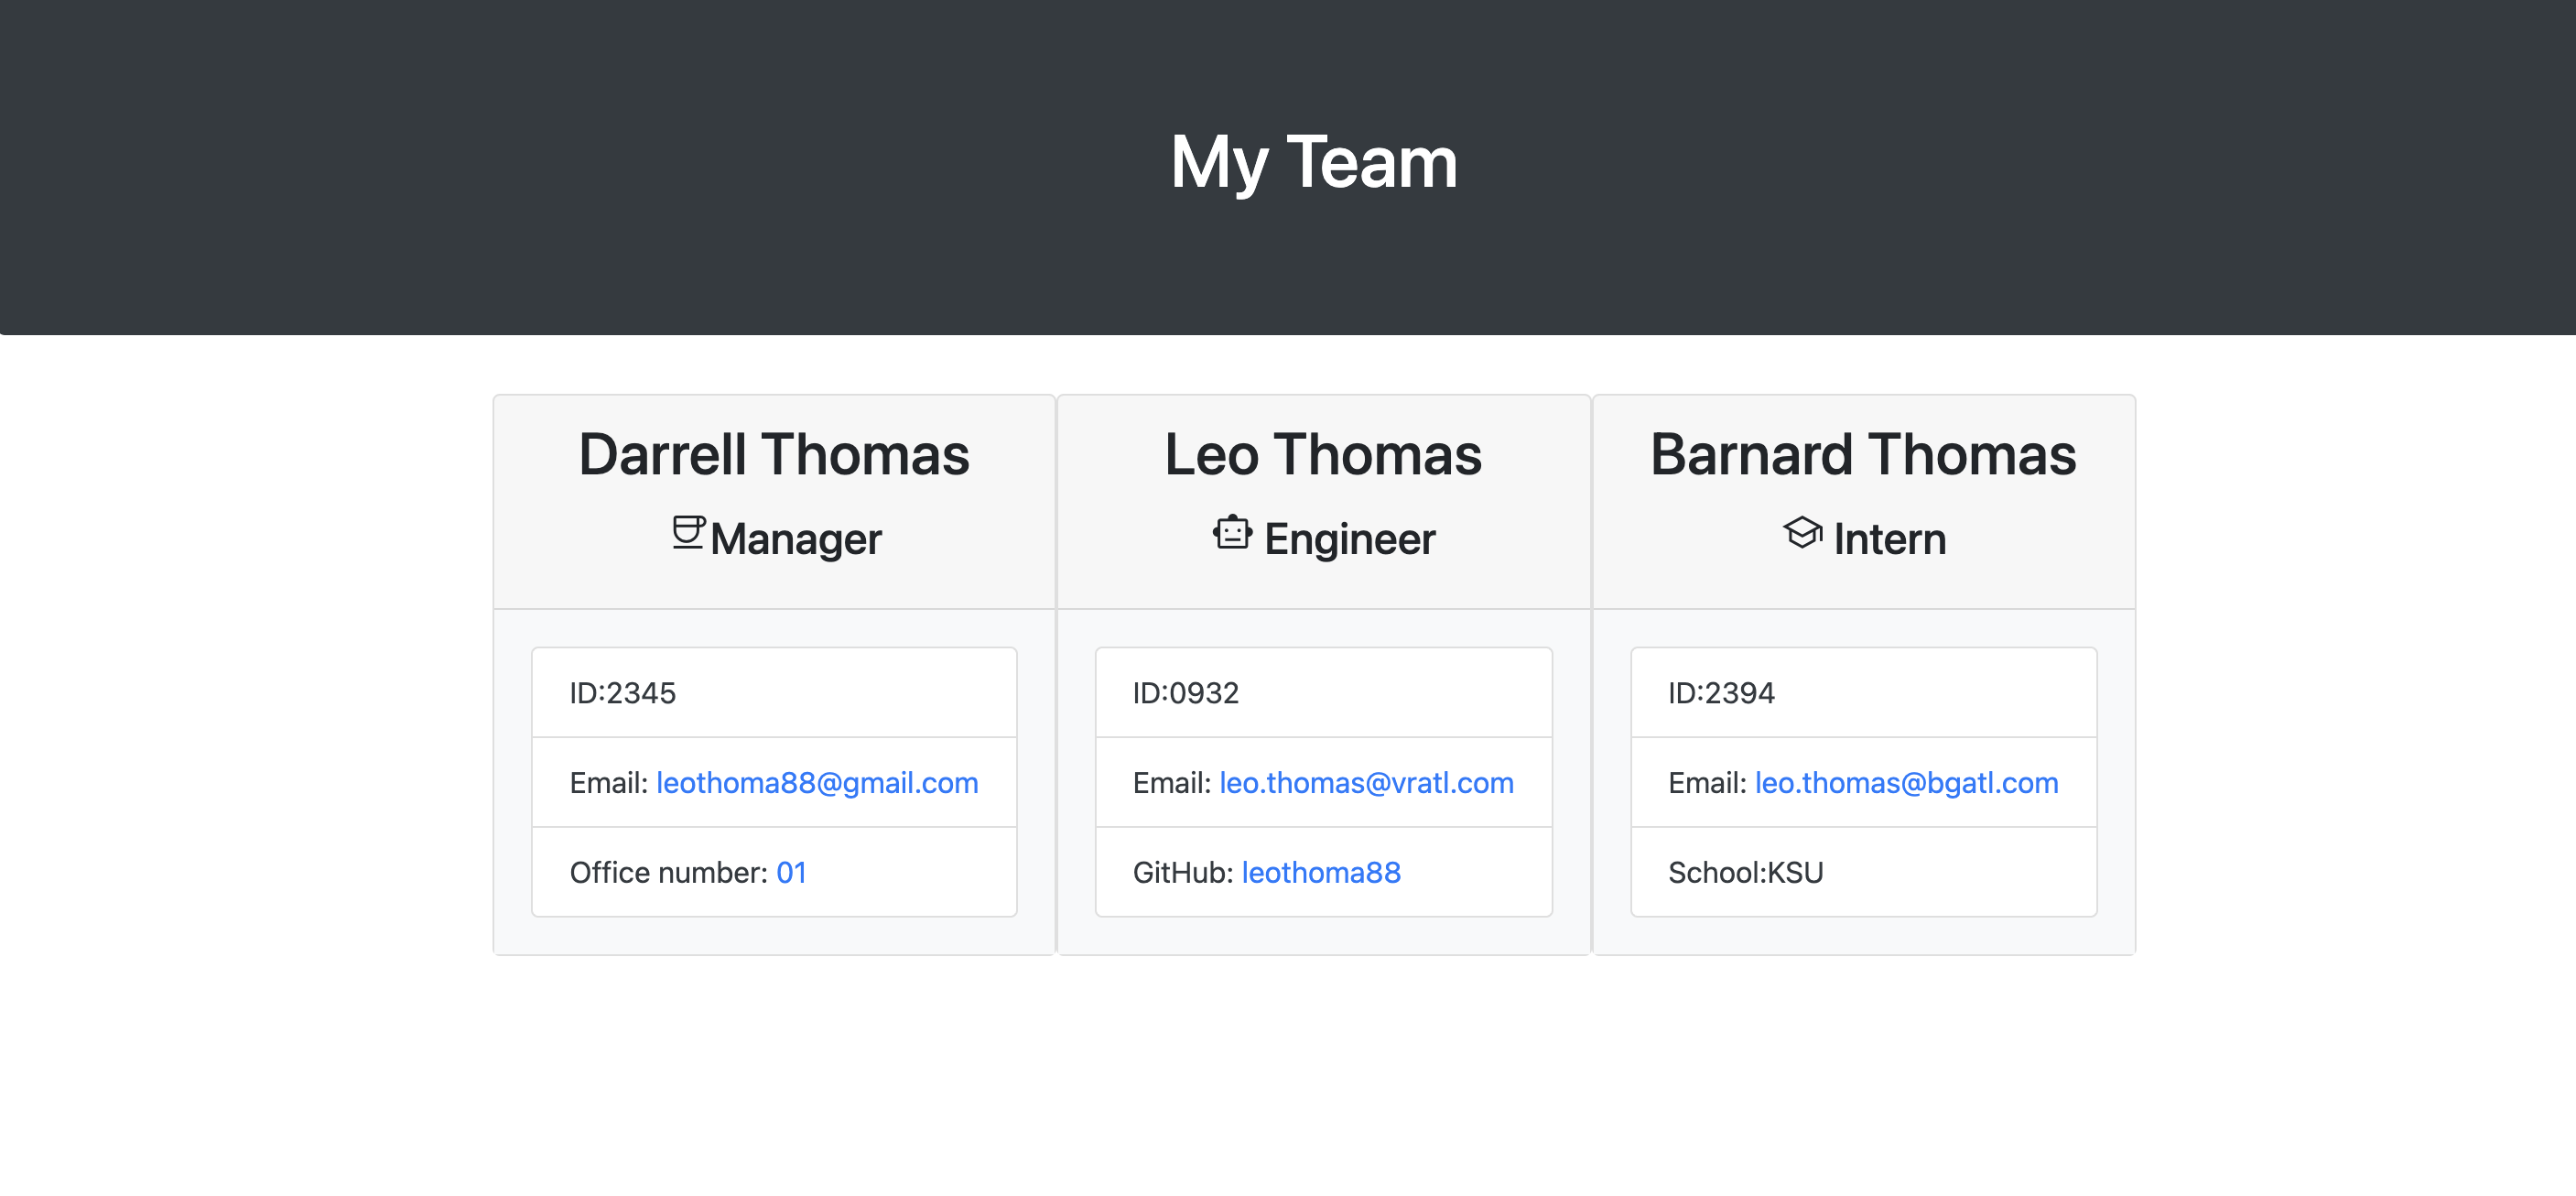 My Team
Darrell Thomas
Manager
ID:2345
Email: leothoma88@gmail.com
Office number: 01
Leo Thomas
Engineer
ID:0932
Email: leo.thomas@vratl.com
GitHub: leothoma88
Barnard Thomas
Intern
ID:2394
Email: leo.thomas@bgatl.com
School:KSU